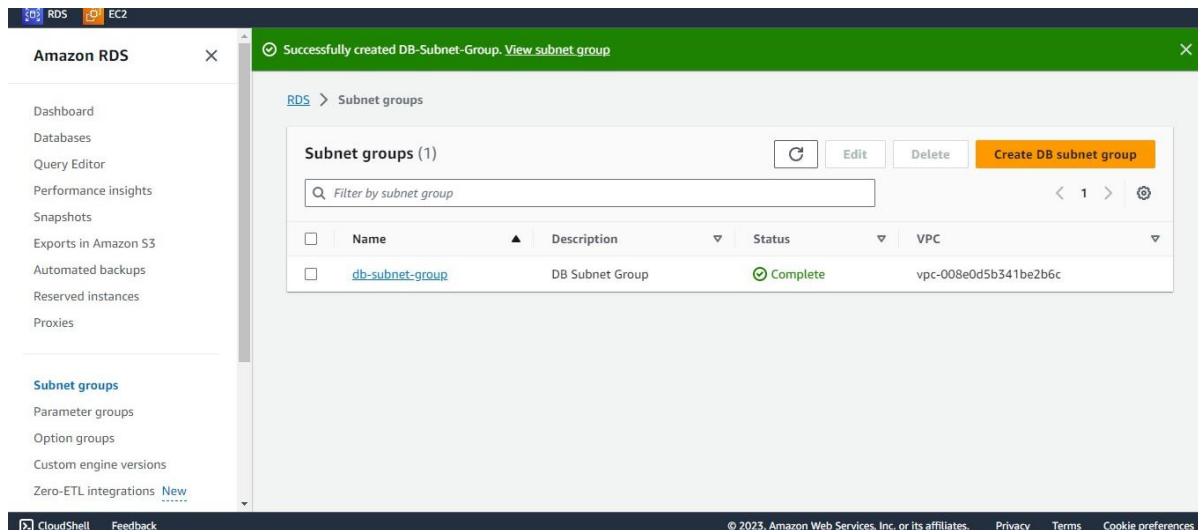 RDS EC2
Amazon RDS
Successfully created DB-Subnet-Group. View subnet group
Dashboard
Databases
Query Editor
Performance insights
Snapshots
Exports in Amazon S3
Automated backups
Reserved instances
Proxies
Subnet groups
Parameter groups
Option groups
Custom engine versions
Zero-ETL integrations New
RDS > Subnet groups
Subnet groups (1)
Edit Delete Create DB subnet group
Filter by subnet group
< 1 >
Name Description Status VPC
db-subnet-group DB Subnet Group Complete vpc-008e0d5b341be2b6c
CloudShell Feedback © 2023, Amazon Web Services, Inc. or its affiliates. Privacy Terms Cookie preferences